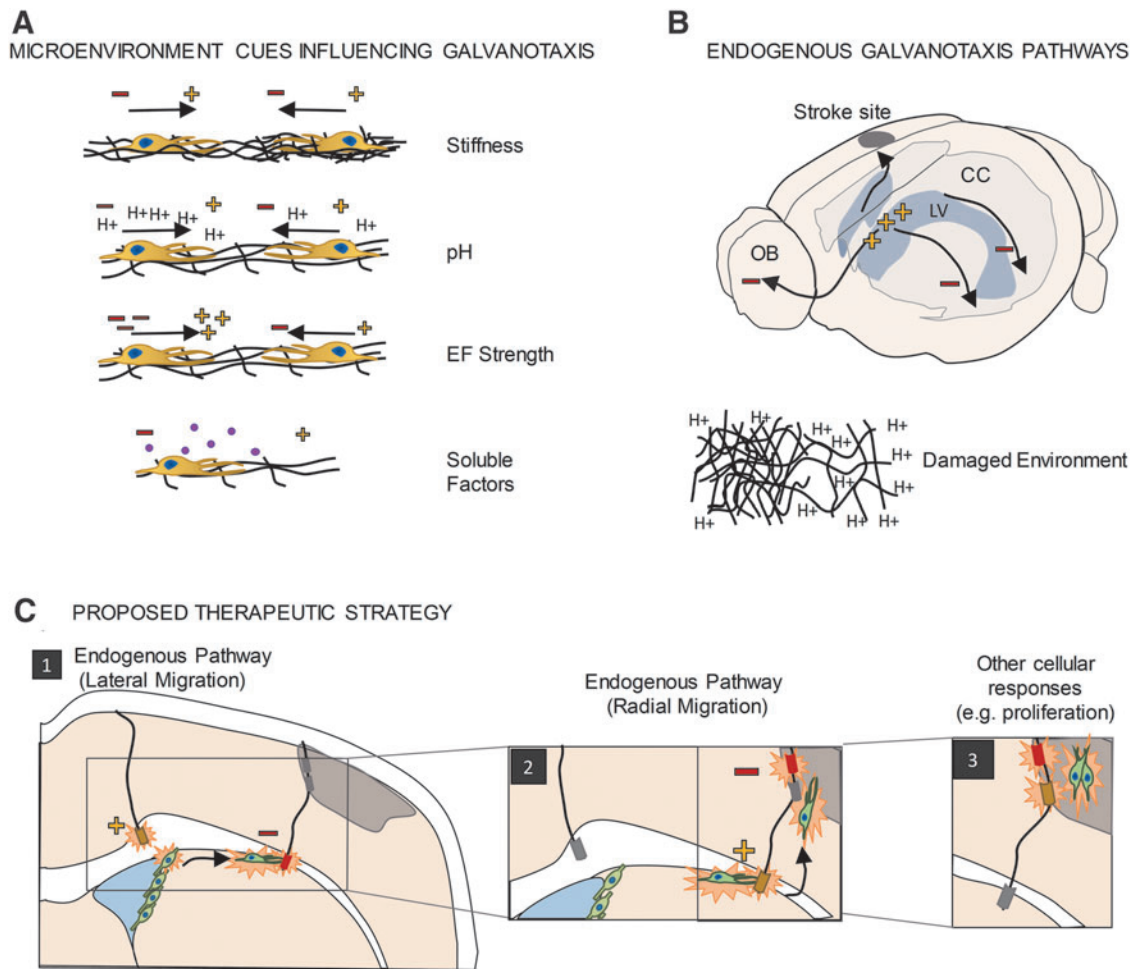 A
MICROENVIRONMENT CUES INFLUENCING GALVANOTAXIS
Stiffness
H+ H+ H+ H+ H+ H+ H+ H+
pH
EF Strength
Soluble
Factors
B
ENDOGENOUS GALVANOTAXIS PATHWAYS
Stroke site
CC
LV
OB
H+ H+ H+ H+ H+ H+ H+ H+ H+ H+ H+
Damaged Environment
C PROPOSED THERAPEUTIC STRATEGY
1 Endogenous Pathway
(Lateral Migration)
Endogenous Pathway
(Radial Migration)
2
Other cellular
responses
(e.g. proliferation)
3